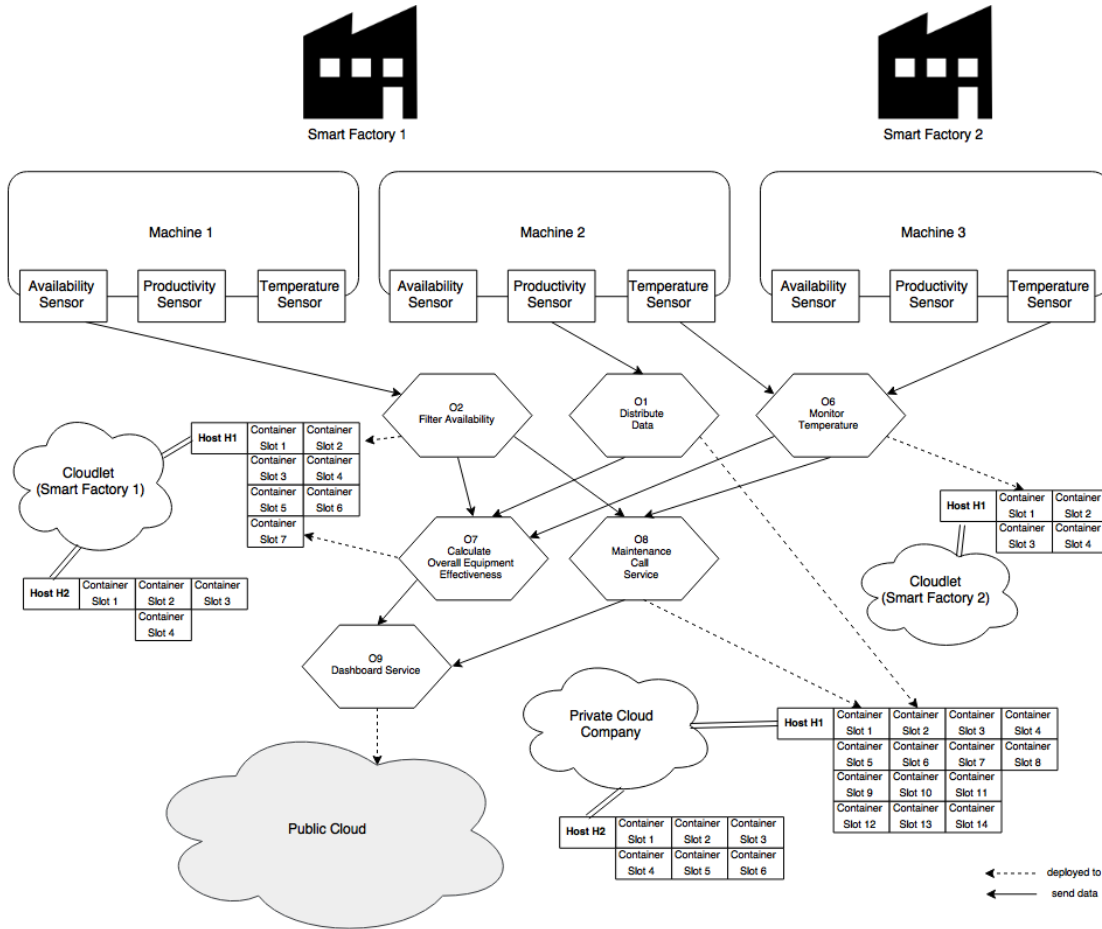 Smart Factory 1
Smart Factory 2
Machine 1
Machine 2
Machine 3
Availability
Sensor
Productivity
Sensor
Temperature
Sensor
Availability
Sensor
Productivity
Sensor
Temperature
Sensor
Availability
Sensor
Productivity
Sensor
Temperature
Sensor
O2
Filter Availability
O1
Distribute
Data
O6
Monitor
Temperature
Cloudlet
(Smart Factory 1)
Host H1
Container
Slot 1
Container
Slot 2
Container
Slot 3
Container
Slot 4
Container
Slot 5
Container
Slot 6
Container
Slot 7
Host H2
Container
Slot 1
Container
Slot 2
Container
Slot 3
Container
Slot 4
O7
Calculate
Overall Equipment
Effectiveness
O8
Maintenance
Call
Service
Host H1
Container
Slot 1
Container
Slot 2
Container
Slot 3
Container
Slot 4
Cloudlet
(Smart Factory 2)
O9
Dashboard Service
Private Cloud
Company
Host H1
Container
Slot 1
Container
Slot 2
Container
Slot 3
Container
Slot 4
Container
Slot 5
Container
Slot 6
Container
Slot 7
Container
Slot 8
Container
Slot 9
Container
Slot 10
Container
Slot 11
Container
Slot 12
Container
Slot 13
Container
Slot 14
Host H2
Container
Slot 1
Container
Slot 2
Container
Slot 3
Container
Slot 4
Container
Slot 5
Container
Slot 6
Public Cloud
deployed to
send data